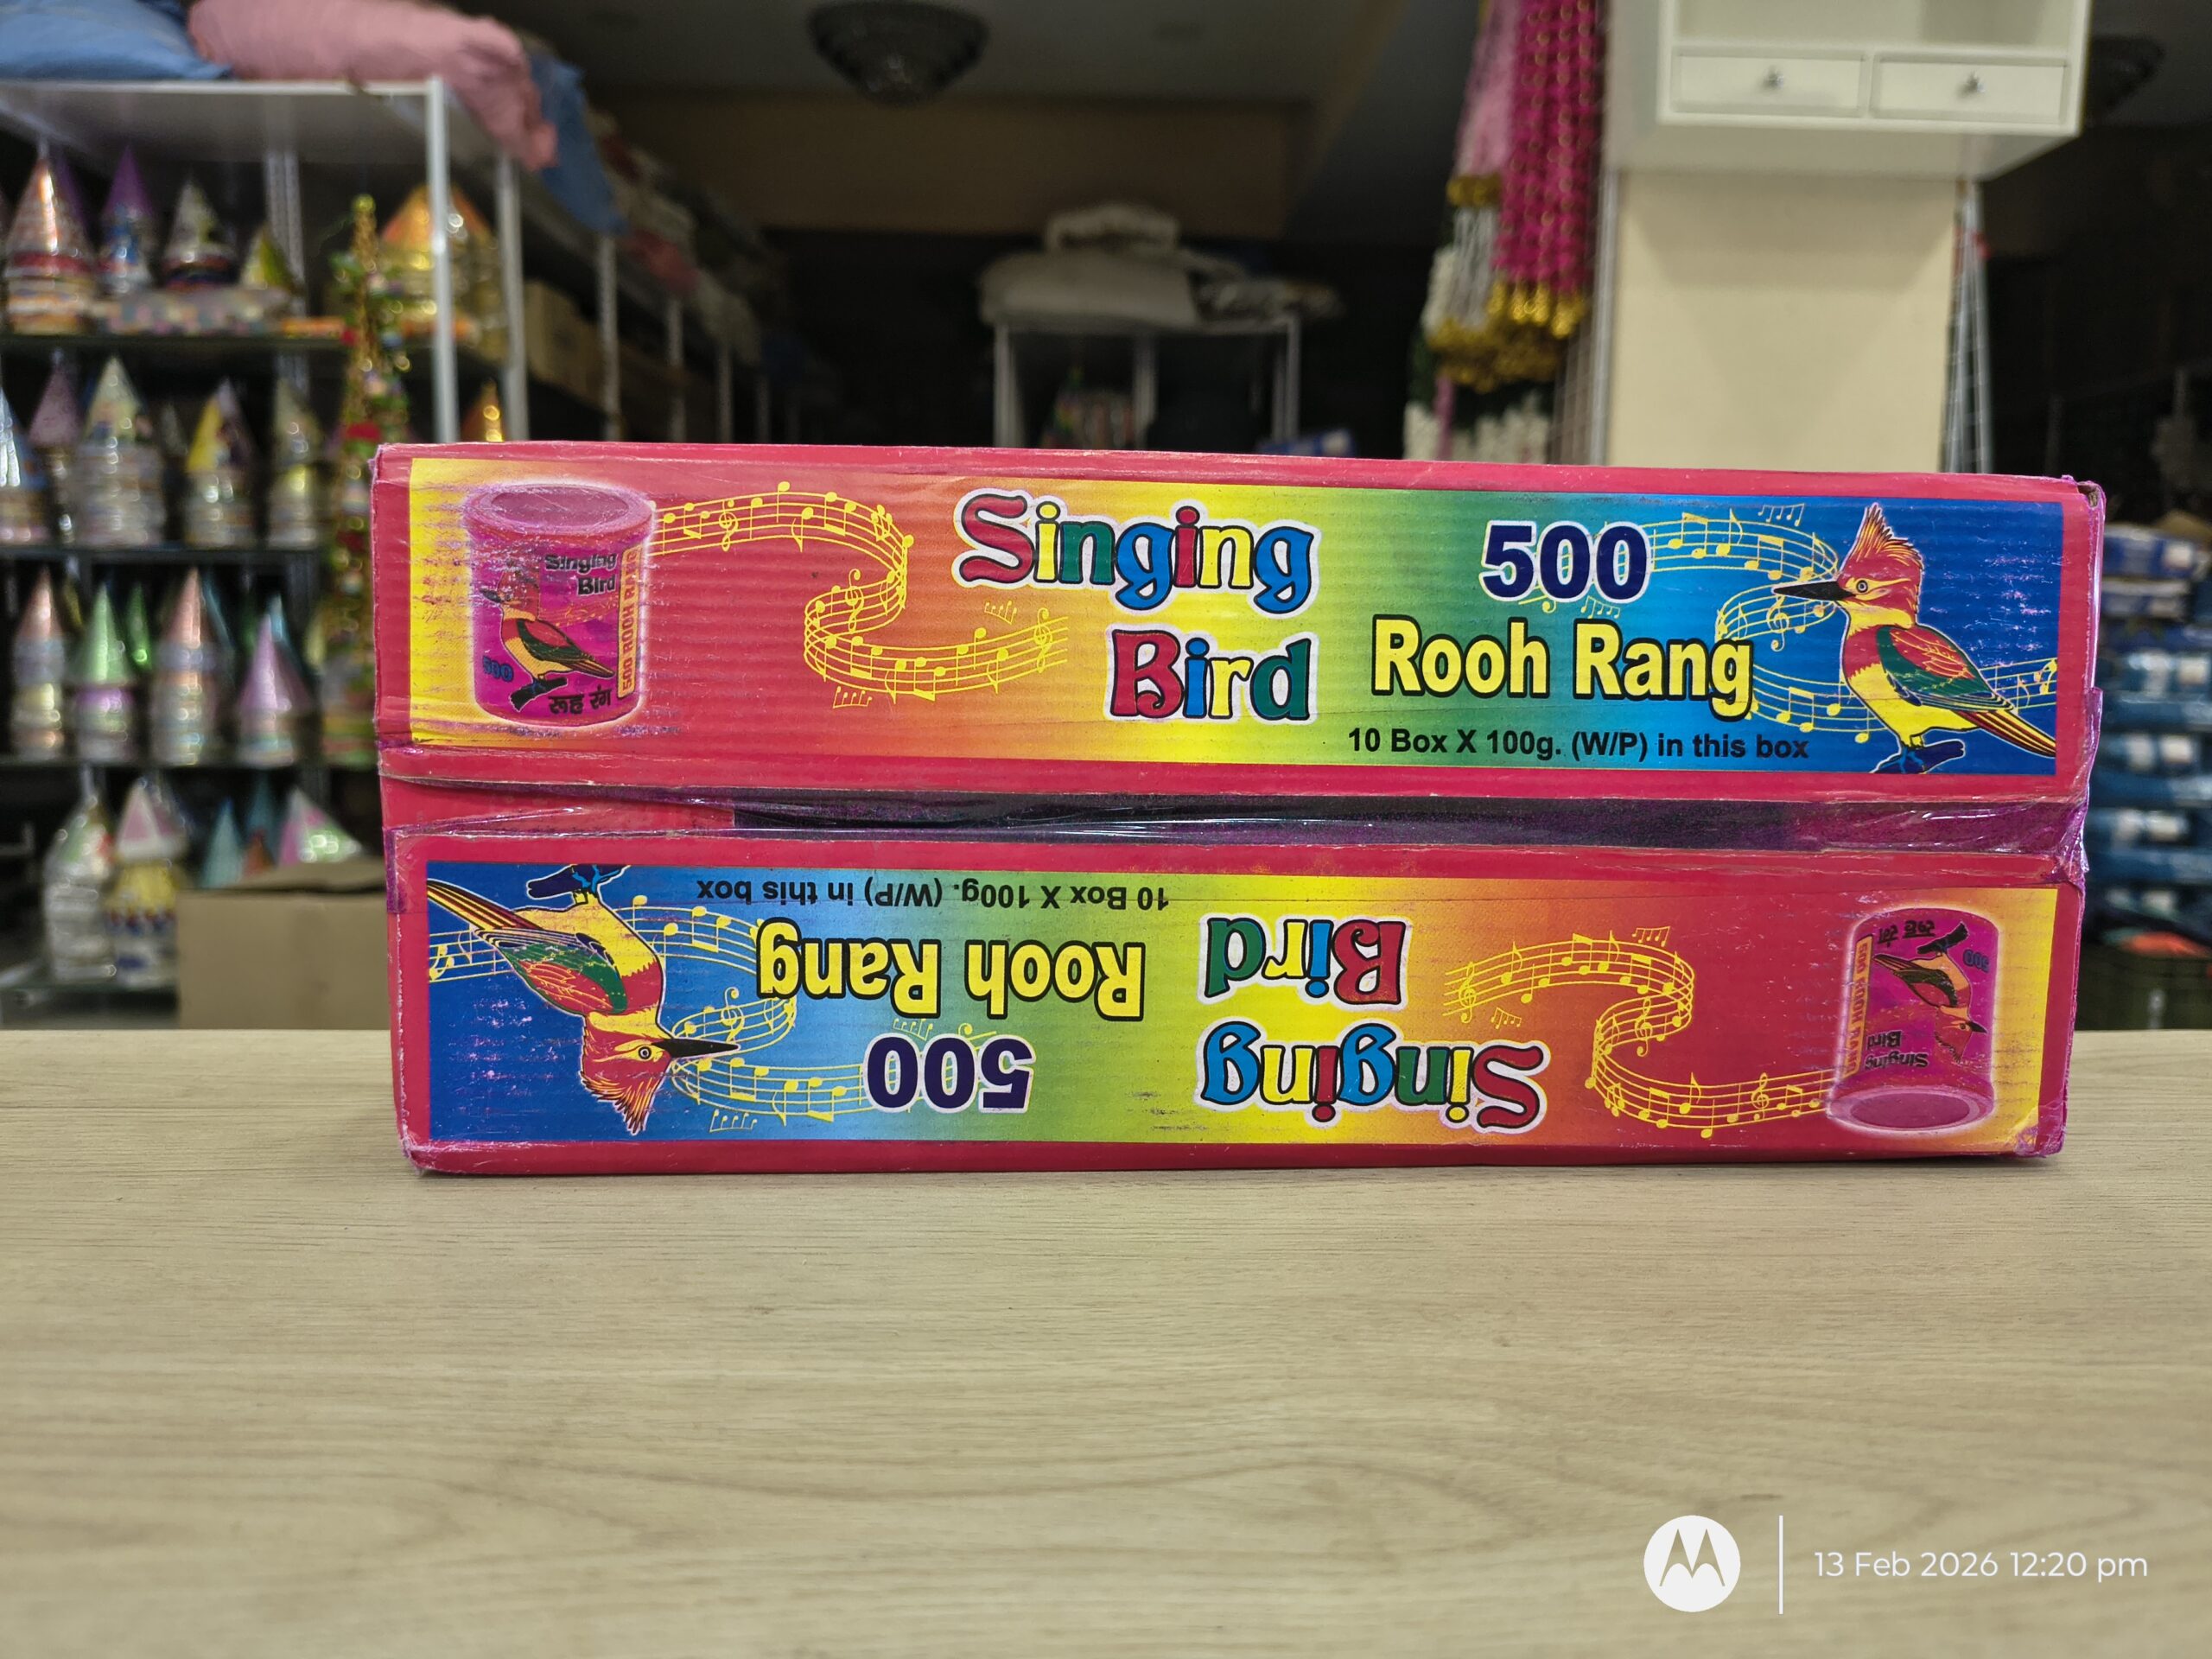 Singing
Bird
500
500 ROOH RANG
रूह रंग
Singing
Bird
500
Rooh Rang
10 Box X 100g. (W/P) in this box
10 Box X 100g. (W/P) in this box
Rooh Rang
500
Bird
Singing
रूह रंग
500
500 ROOH RANG
Bird
Singing
13 Feb 2026 12:20 pm